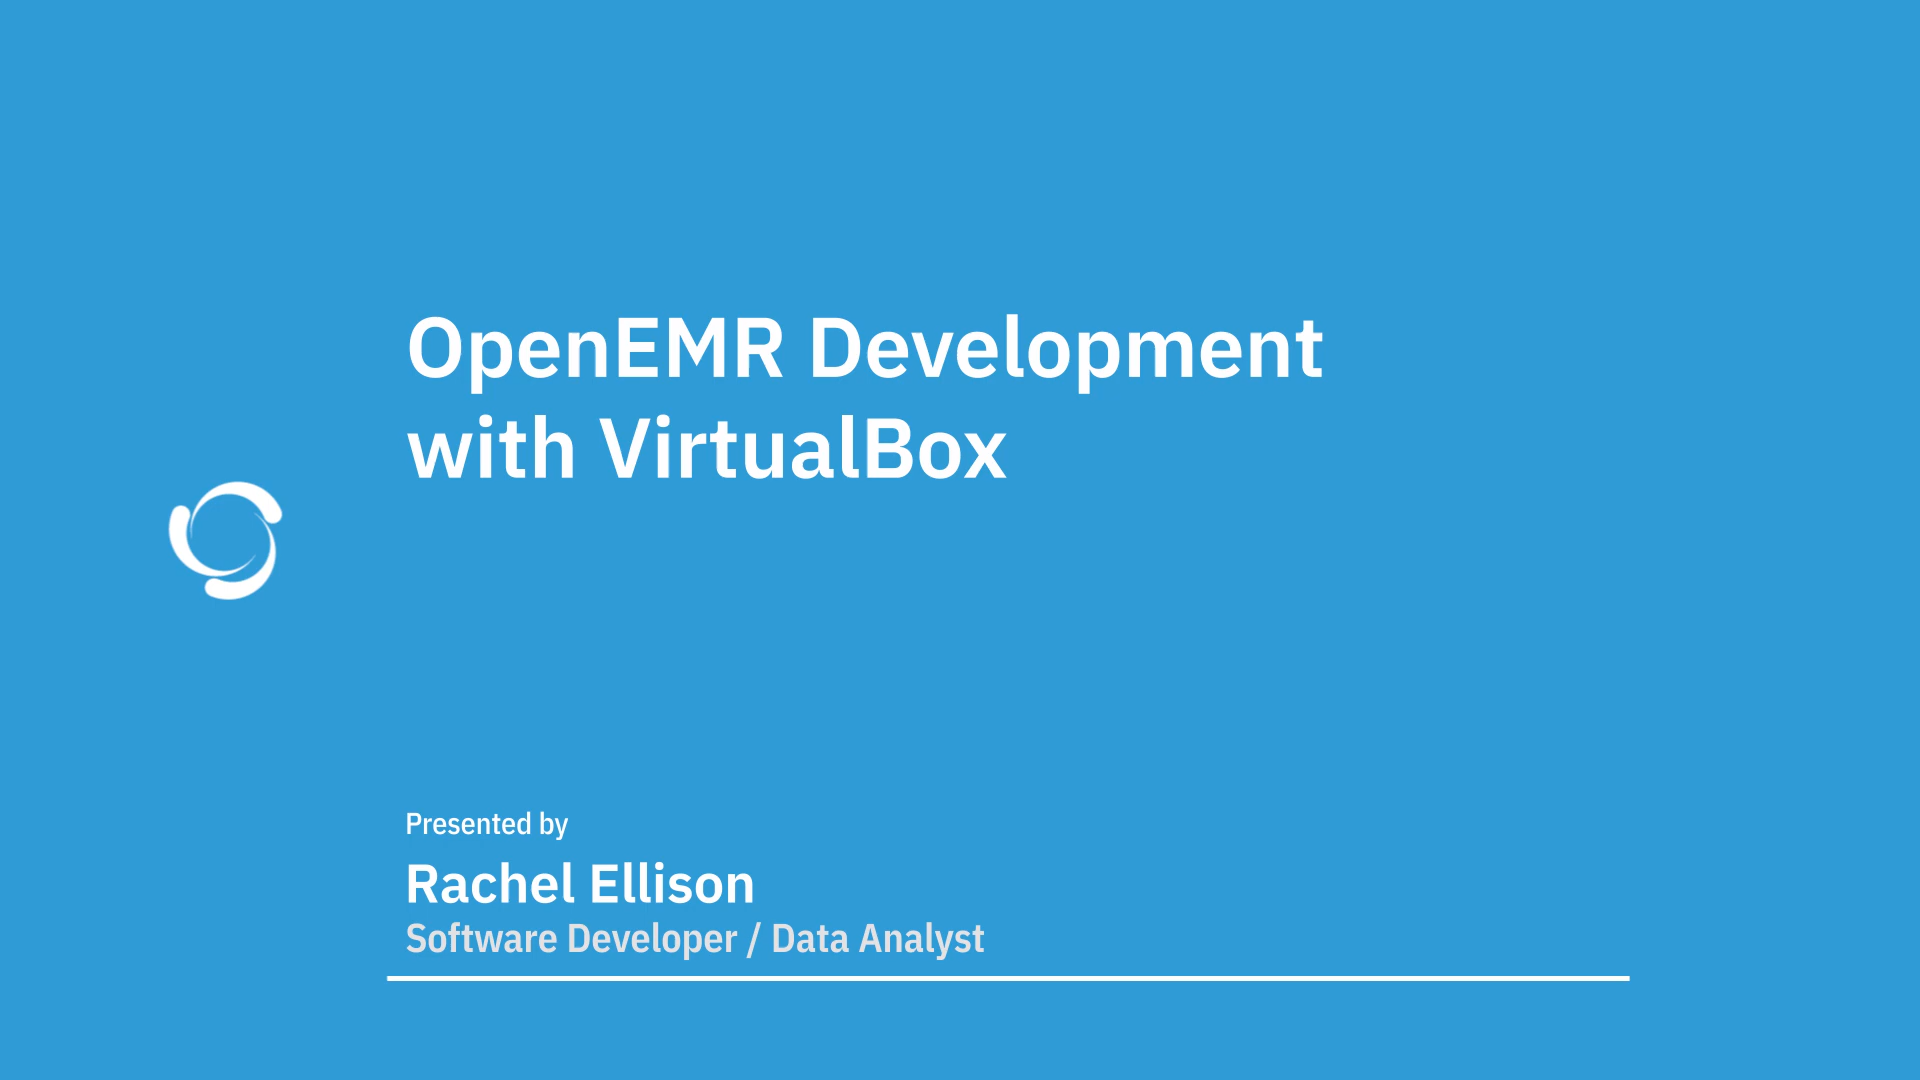 OpenEMR Development
with VirtualBox
Presented by
Rachel Ellison
Software Developer / Data Analyst